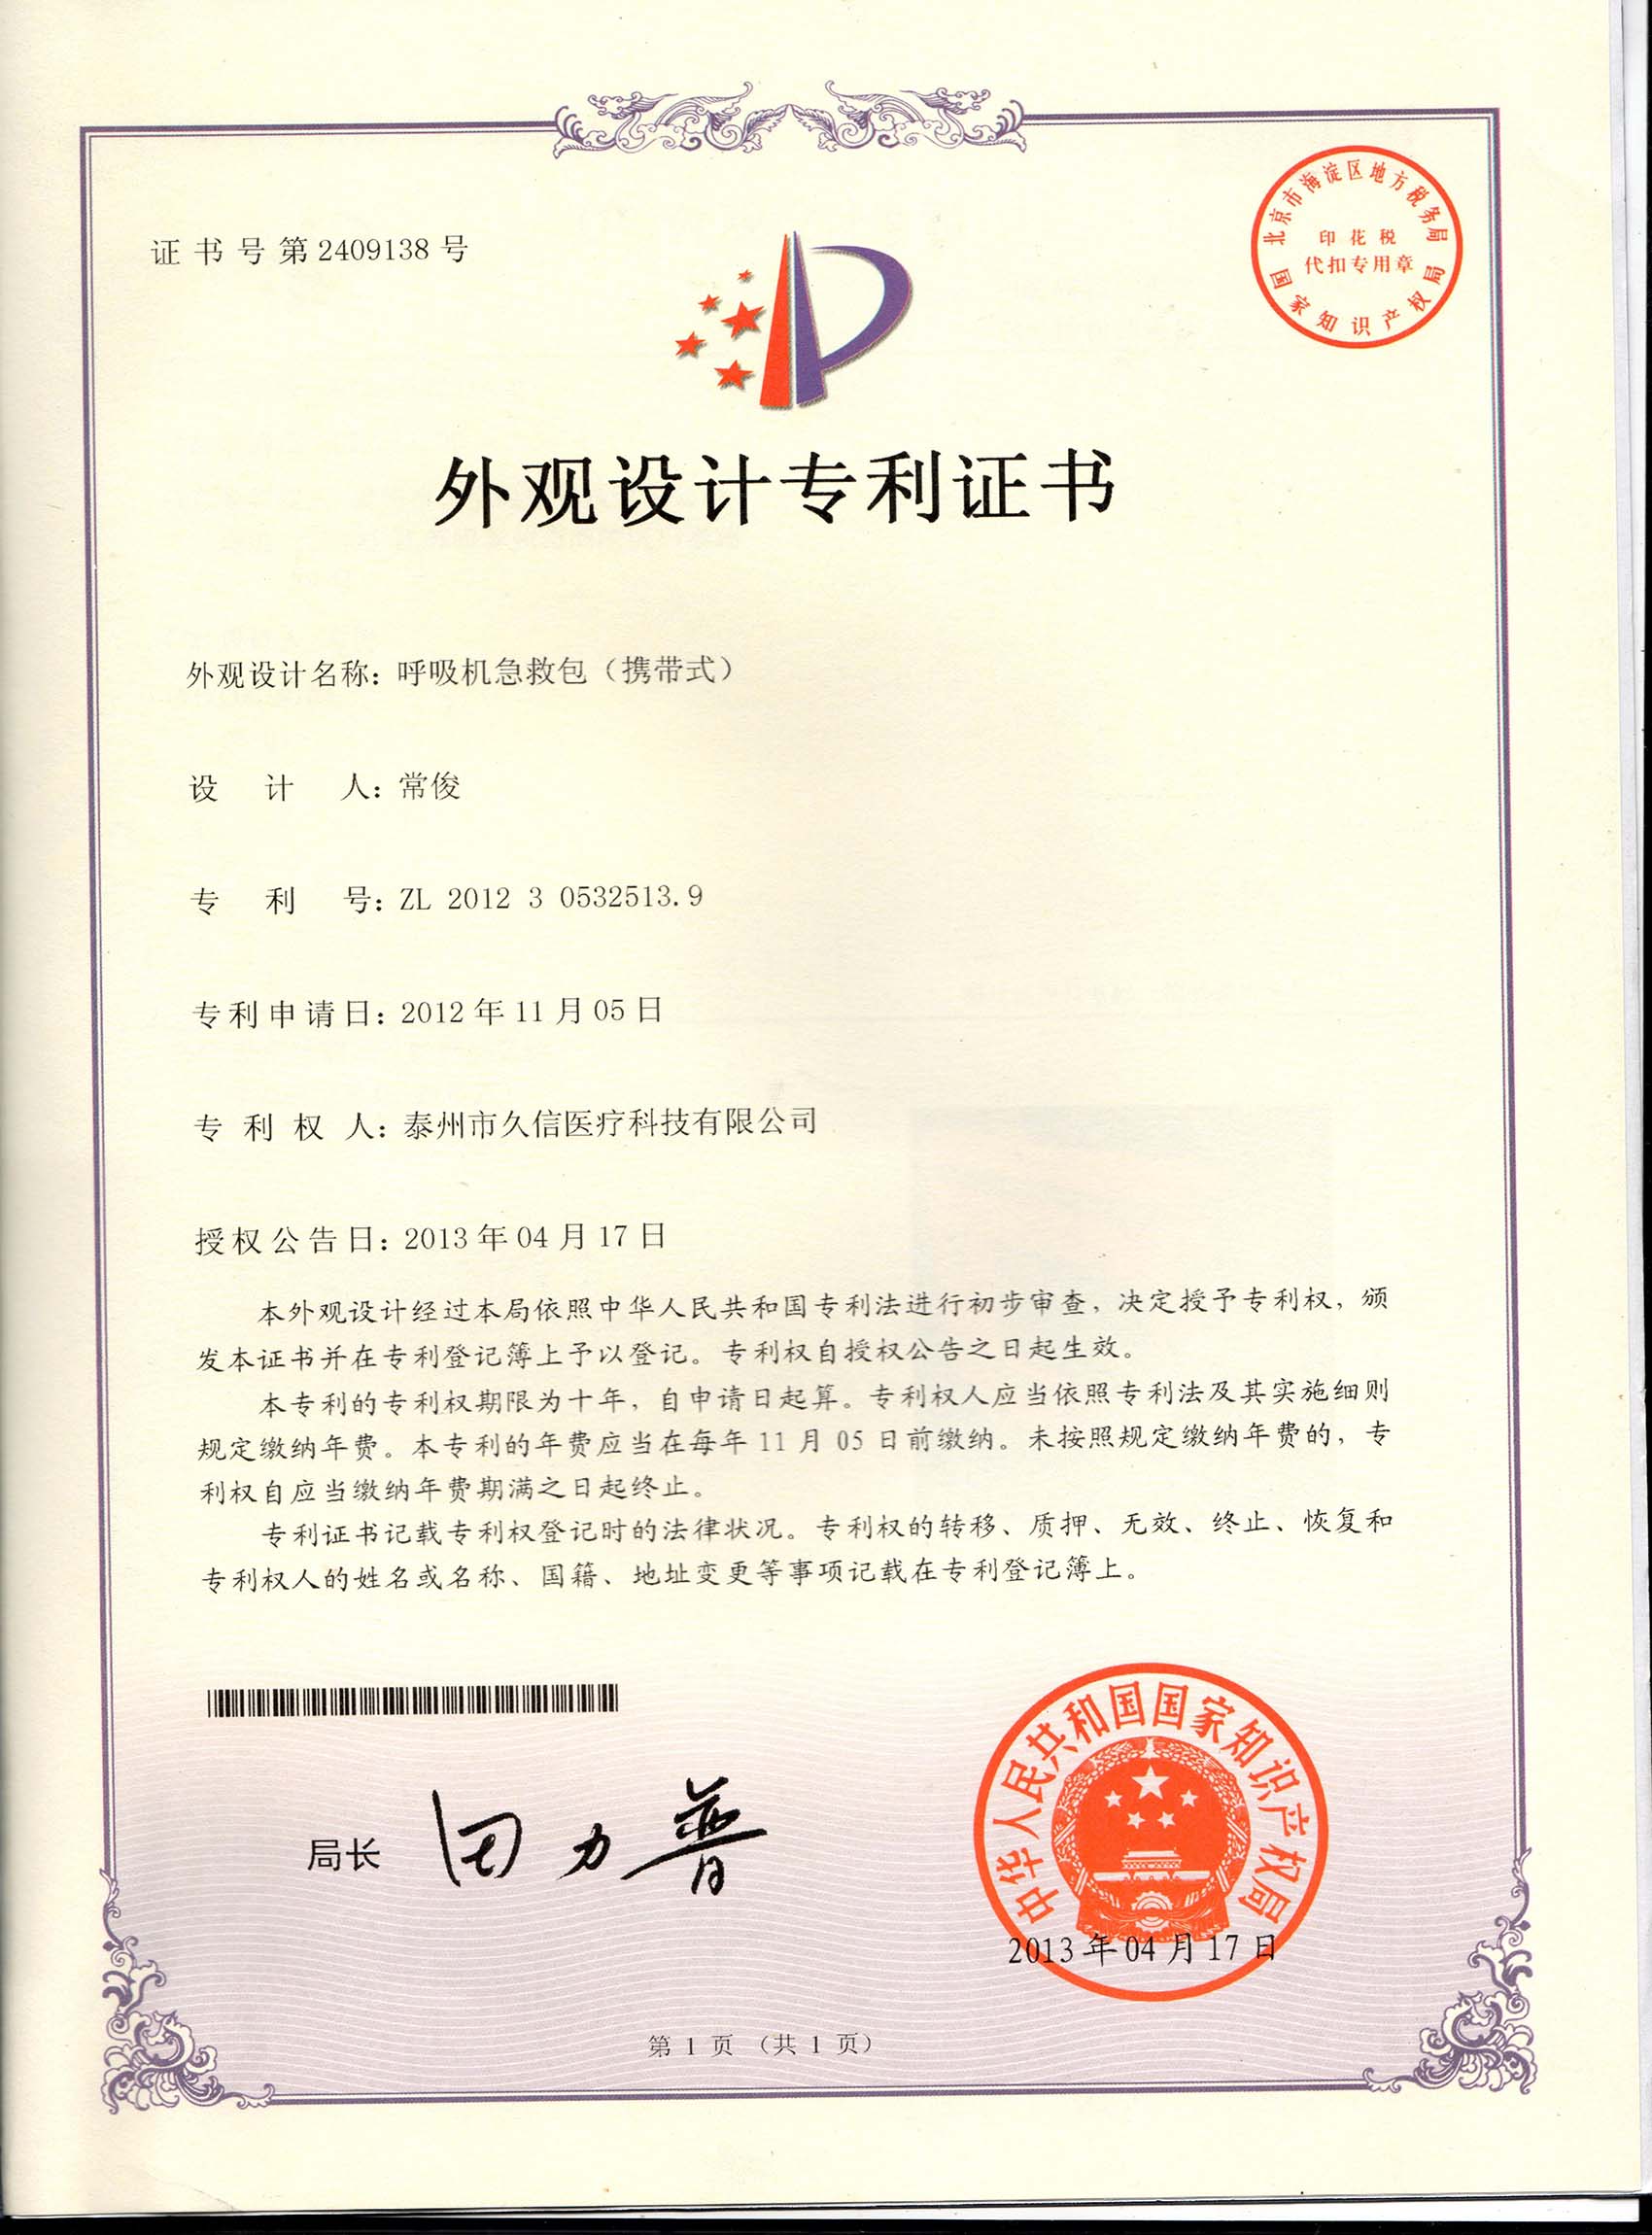 证书号第2409138号
北京市海淀区地方税务局
印花税
代扣专用章
国家知识产权局
外观设计专利证书
外观设计名称：呼吸机急救包（携带式）
设计人：常俊
专利号：ZL 2012 3 0532513.9
专利申请日：2012年11月05日
专利权人：泰州市久信医疗科技有限公司
授权公告日：2013年04月17日
本外观设计经过本局依照中华人民共和国专利法进行初步审查，决定授予专利权，颁
发本证书并在专利登记簿上予以登记。专利权自授权公告之日起生效。
本专利的专利权期限为十年，自申请日起算。专利权人应当依照专利法及其实施细则
规定缴纳年费。本专利的年费应当在每年11月05日前缴纳。未按照规定缴纳年费的，专
利权自应当缴纳年费期满之日起终止。
专利证书记载专利权登记时的法律状况。专利权的转移、质押、无效、终止、恢复和
专利权人的姓名或名称、国籍、地址变更等事项记载在专利登记簿上。
局长 田力普
中华人民共和国国家知识产权局
2013年04月17日
第1页（共1页）